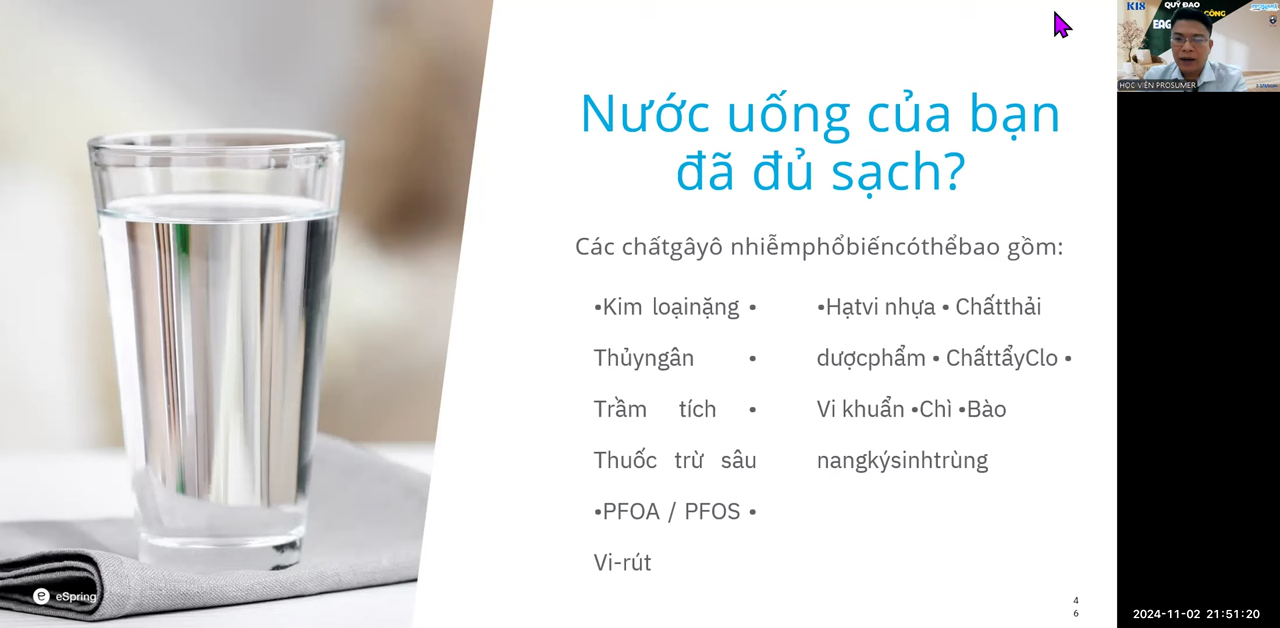 Nước uống của bạn
đã đủ sạch?
Các chấtgâyô nhiễmphổbiếncóthểbao gồm:
•Kim loạinặng •
Thủyngân •
Trầm tích •
Thuốc trừ sâu
•PFOA / PFOS •
Vi-rút
•Hạtvi nhựa • Chấtthải
dượcphẩm • ChấttẩyClo •
Vi khuẩn •Chì •Bào
nangkýsinhtrùng
eSpring
4
6
K18
QUỸ ĐẠO
CÔNG
HỌC VIỆN PROSUMER
2024-11-02 21:51:20